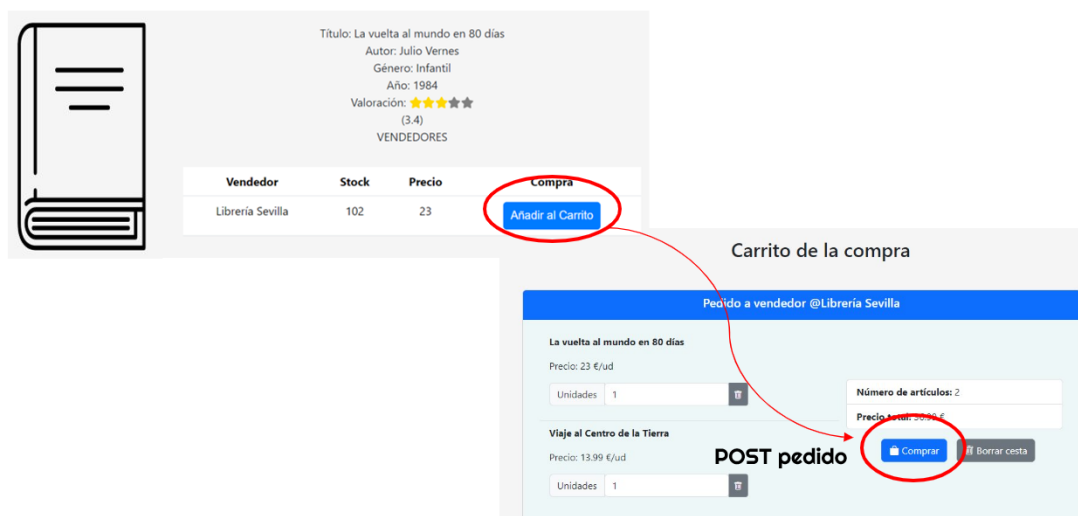 Título: La vuelta al mundo en 80 días
Autor: Julio Vernes
Género: Infantil
Año: 1984
Valoración:
(3.4)
VENDEDORES
Vendedor Stock Precio Compra
Librería Sevilla 102 23 Añadir al Carrito
Carrito de la compra
Pedido a vendedor @Librería Sevilla
La vuelta al mundo en 80 días
Precio: 23 €/ud
Unidades 1
Número de artículos: 2
Precio total: €
Viaje al Centro de la Tierra
Precio: 13.99 €/ud
Unidades 1
POST pedido
Comprar
Borrar cesta